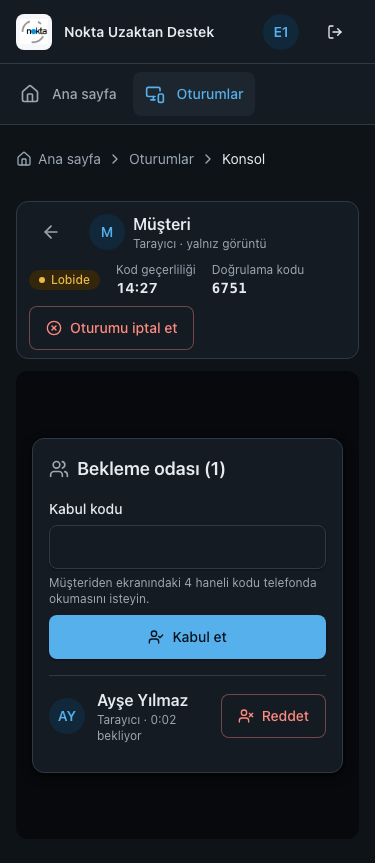 nokta
Nokta Uzaktan Destek
E1
Ana sayfa
Oturumlar
Ana sayfa
Oturumlar
Konsol
M
Müşteri
Tarayıcı · yalnız görüntü
Lobide
Kod geçerliliği
14:27
Doğrulama kodu
6751
Oturumu iptal et
Bekleme odası (1)
Kabul kodu
Müşteriden ekranındaki 4 haneli kodu telefonda
okumasını isteyin.
Kabul et
AY
Ayşe Yılmaz
Tarayıcı · 0:02
bekliyor
Reddet